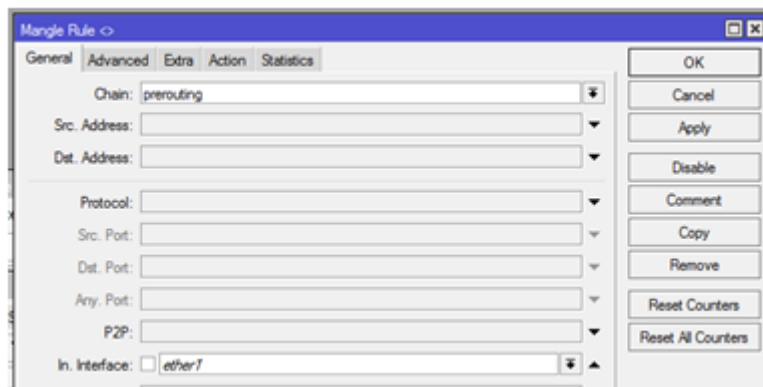 Mangle Rule <>
General Advanced Extra Action Statistics
OK
Chain: prerouting
Cancel
Src. Address:
Apply
Dst. Address:
Disable
Protocol:
Comment
Src. Port:
Copy
Dst. Port:
Remove
Any. Port:
Reset Counters
P2P:
Reset All Counters
In. Interface: ether1